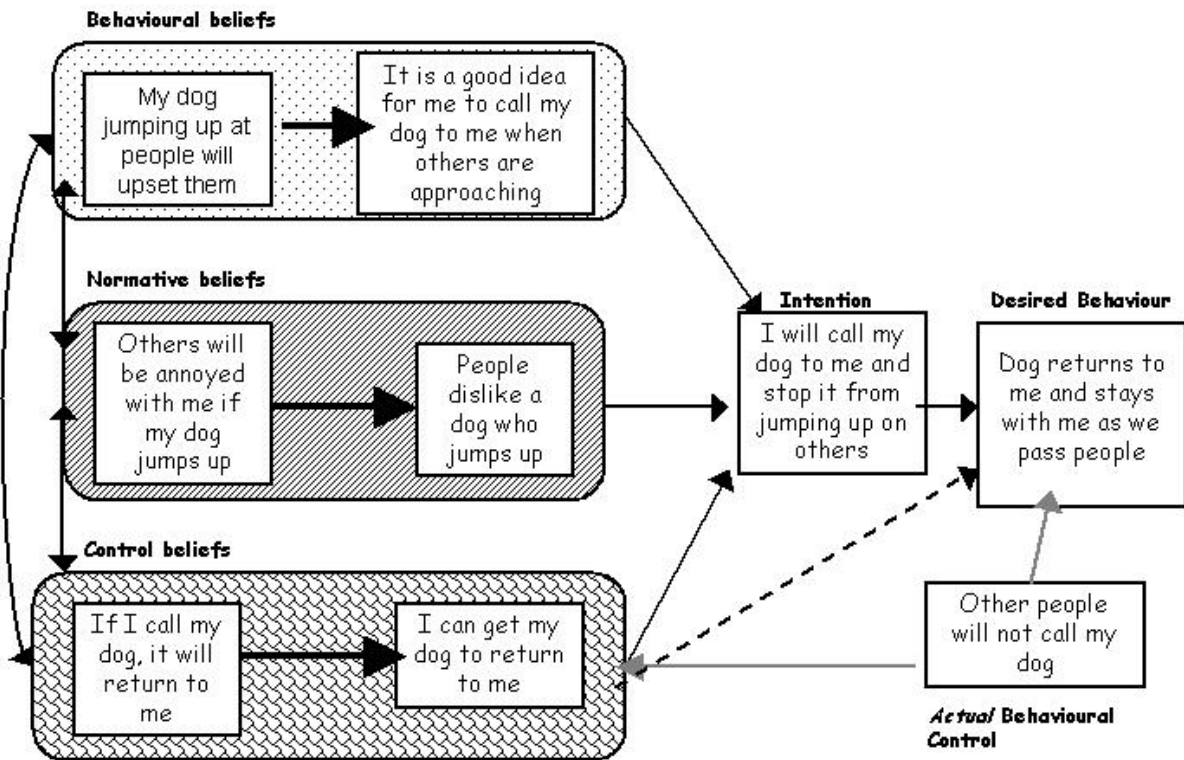 Behavioural beliefs
My dog
jumping up at
people will
upset them
It is a good idea
for me to call my
dog to me when
others are
approaching
Normative beliefs
Others will
be annoyed
with me if
my dog
jumps up
People
dislike a
dog who
jumps up
Intention
I will call my
dog to me and
stop it from
jumping up on
others
Desired Behaviour
Dog returns to
me and stays
with me as we
pass people
Control beliefs
If I call my
dog, it will
return to
me
I can get my
dog to return
to me
Other people
will not call my
dog
Actual Behavioural
Control